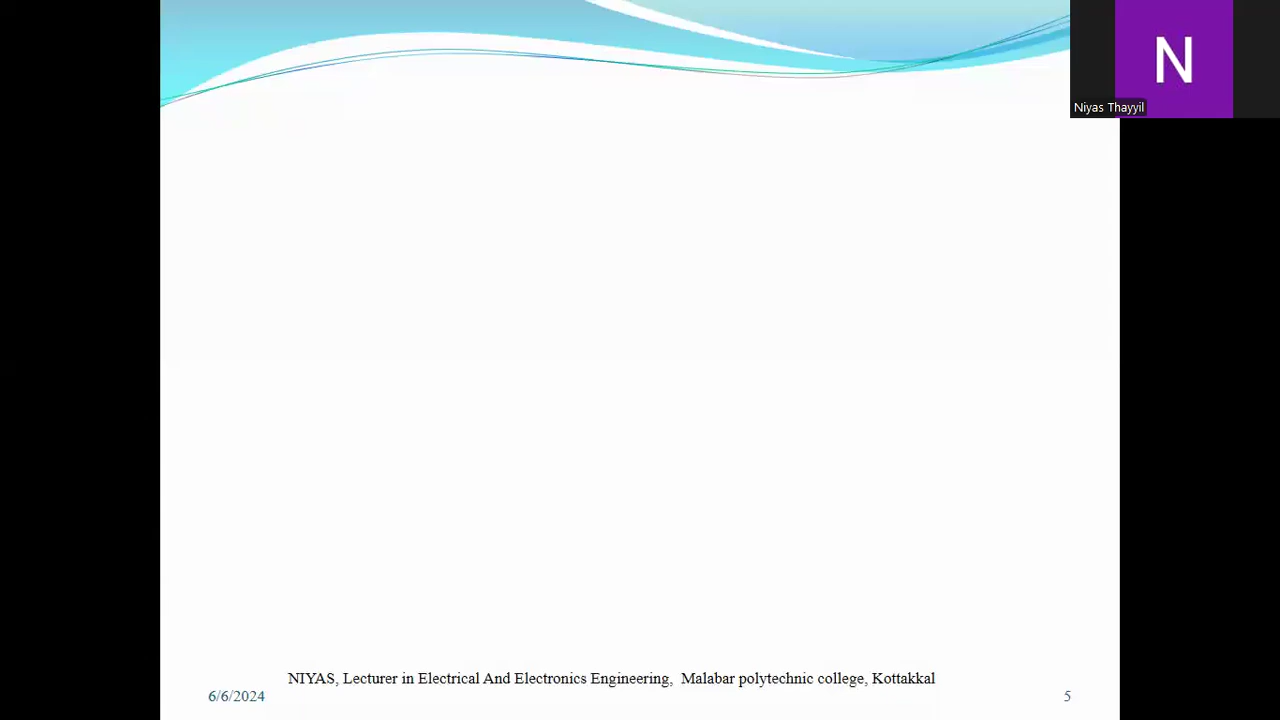 N
Niyas Thayyil
NIYAS, Lecturer in Electrical And Electronics Engineering,  Malabar polytechnic college, Kottakkal
6/6/2024
5